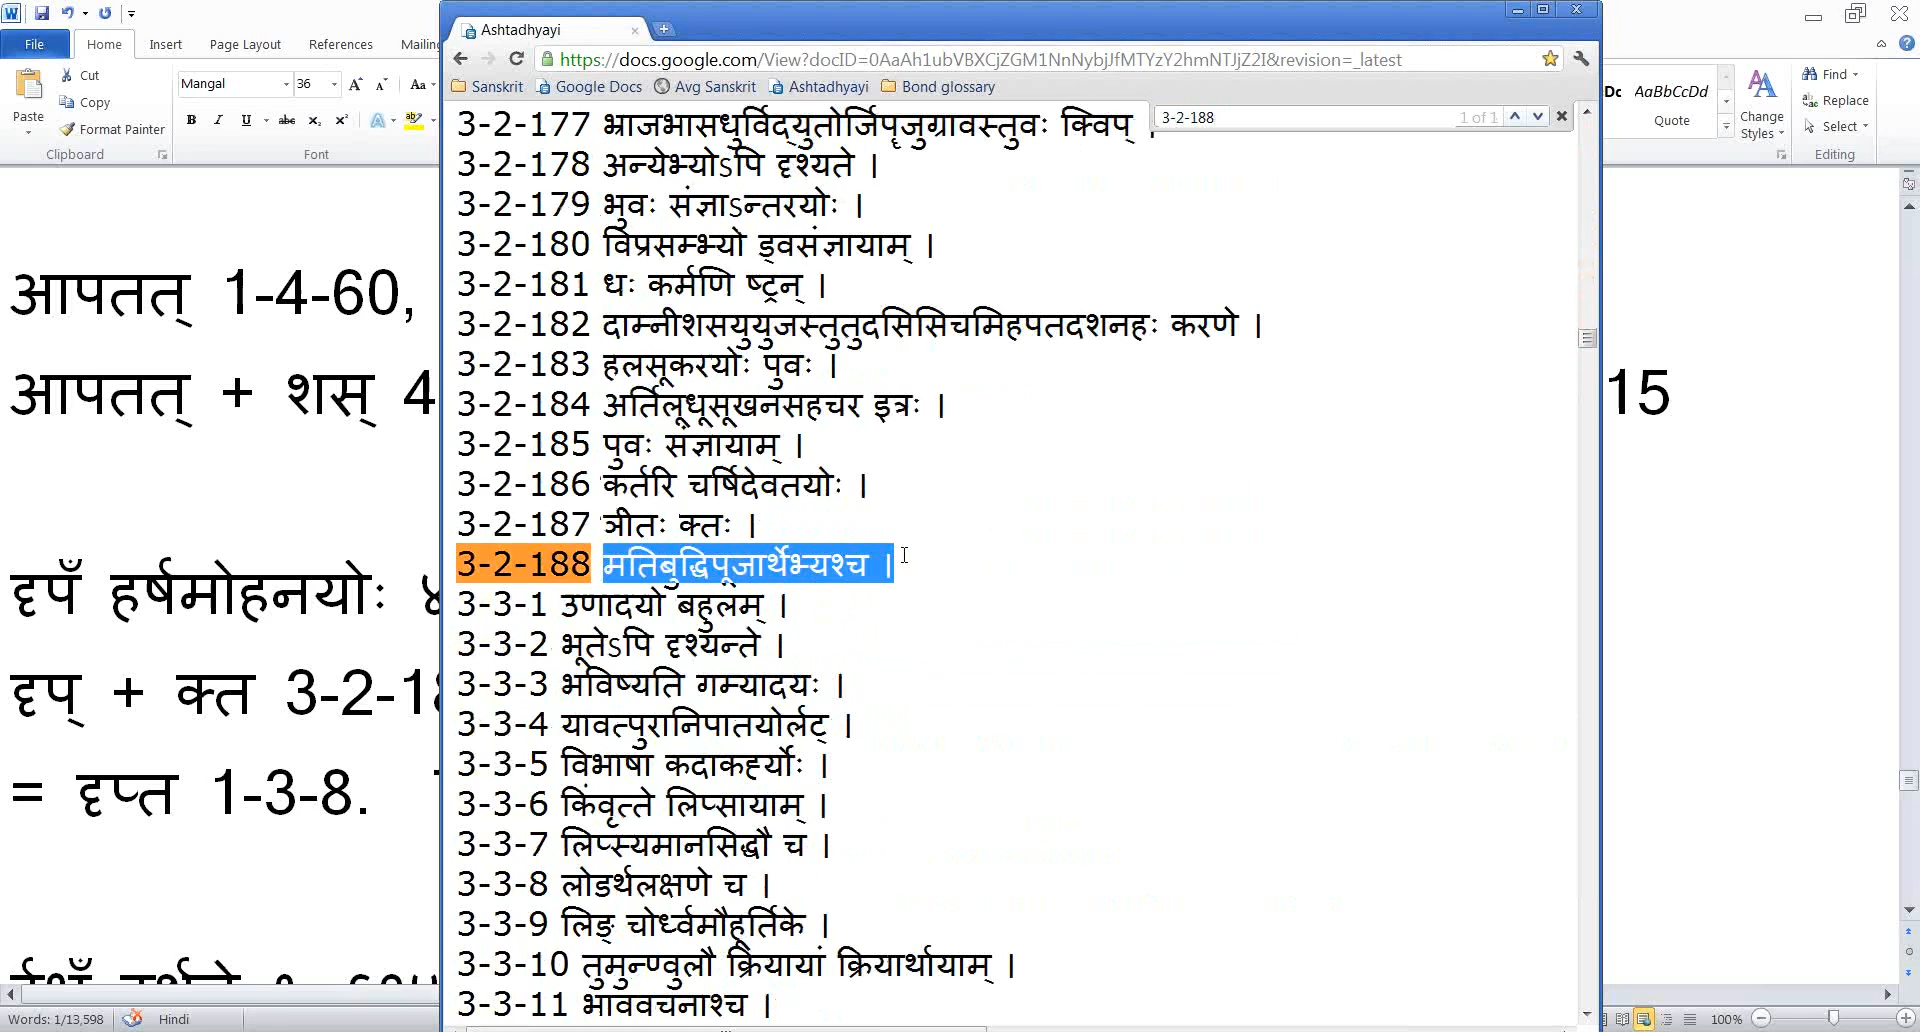 Ashtadhyayi
File Home Insert Page Layout References Mailin
https://docs.google.com/View?docID=0AaAh1ubVBXCjZGM1NnNybjJfMTYzY2hmNTJjZ2I&revision=_latest
Sanskrit Google Docs Avg Sanskrit Ashtadhyayi Bond glossary
Paste Cut Copy Format Painter
Clipboard
Mangal 36
Font
3-2-188 1 of 1
AaBbCcDd
Quote
Change Styles
Find
Replace
Select
Editing
3-2-177 भ्राजभासधुर्विद्युतोर्जिपॄजुग्रावस्तुवः क्विप् ।
3-2-178 अन्येभ्योऽपि दृश्यते ।
3-2-179 भुवः संज्ञाऽन्तरयोः ।
3-2-180 विप्रसम्भ्यो ड्वसंज्ञायाम् ।
3-2-181 धः कर्मणि ष्ट्रन् ।
3-2-182 दाम्नीशसयुयुजस्तुतुदसिसिचमिहपतदशनहः करणे ।
3-2-183 हलसूकरयोः पुवः ।
3-2-184 अर्तिलूधूसूखनसहचर इत्रः ।
3-2-185 पुवः संज्ञायाम् ।
3-2-186 कर्तरि चर्षिदेवतयोः ।
3-2-187 ञीतः क्तः ।
3-2-188 मतिबुद्धिपूजार्थेभ्यश्च ।
3-3-1 उणादयो बहुलम् ।
3-3-2 भूतेऽपि दृश्यन्ते ।
3-3-3 भविष्यति गम्यादयः ।
3-3-4 यावत्पुरानिपातयोर्लट् ।
3-3-5 विभाषा कदाकर्ह्योः ।
3-3-6 किंवृत्ते लिप्सायाम् ।
3-3-7 लिप्स्यमानसिद्धौ च ।
3-3-8 लोडर्थलक्षणे च ।
3-3-9 लिङ् चोर्ध्वमौहूर्तिके ।
3-3-10 तुमुन्ण्वुलौ क्रियायां क्रियार्थायाम् ।
3-3-11 भाववचनाश्च ।
आपतत् 1-4-60,
आपतत् + शस् 4 15
दृपँ हर्षमोहनयोः ४
दृप् + क्त 3-2-18
= दृप्त 1-3-8.
Words: 1/13,598 Hindi 100%